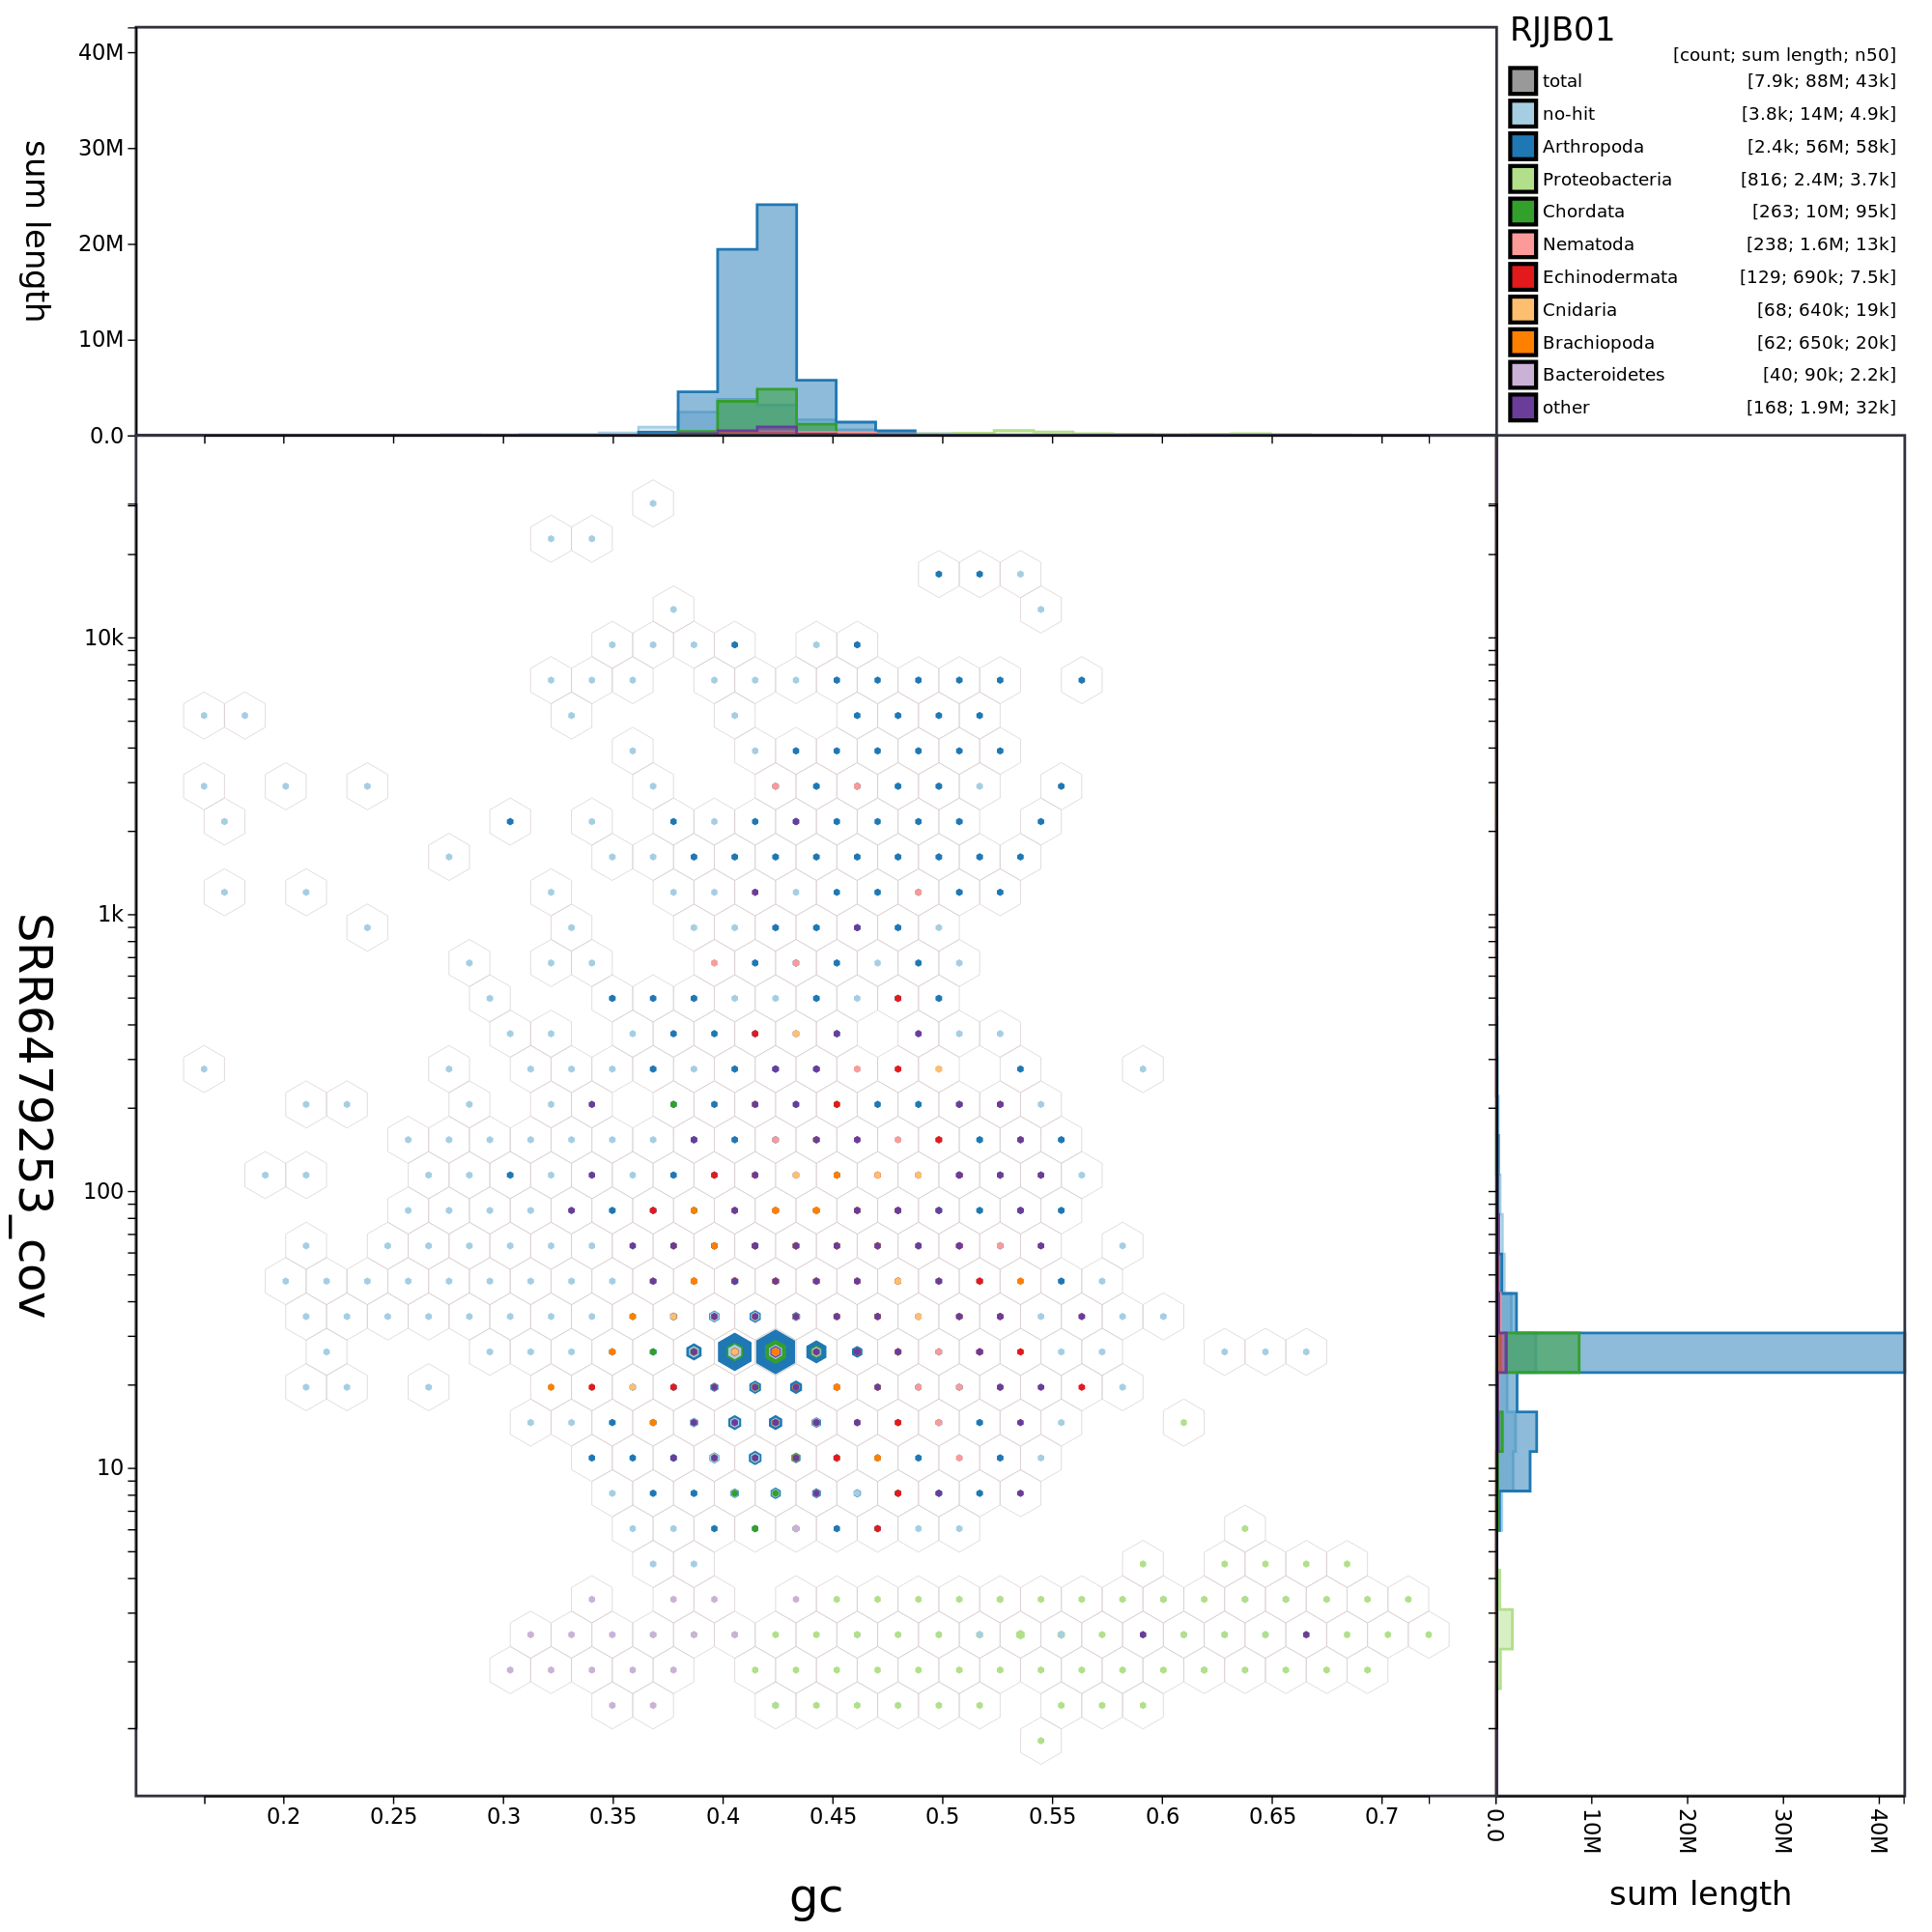 RJJB01
[count; sum length; n50]
total [7.9k; 88M; 43k]
no-hit [3.8k; 14M; 4.9k]
Arthropoda [2.4k; 56M; 58k]
Proteobacteria [816; 2.4M; 3.7k]
Chordata [263; 10M; 95k]
Nematoda [238; 1.6M; 13k]
Echinodermata [129; 690k; 7.5k]
Cnidaria [68; 640k; 19k]
Brachiopoda [62; 650k; 20k]
Bacteroidetes [40; 90k; 2.2k]
other [168; 1.9M; 32k]
sum length
40M
30M
20M
10M
0.0
SRR6479253_cov
10k
1k
100
10
0.2 0.25 0.3 0.35 0.4 0.45 0.5 0.55 0.6 0.65 0.7
gc
0.0 10M 20M 30M 40M
sum length